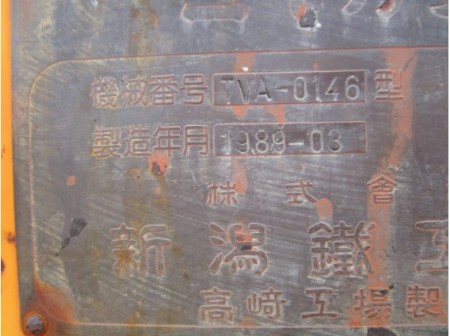 機械番号 TVA-0146 型
製造年月 1989-03
株式會
新潟鐵工
高崎工場製